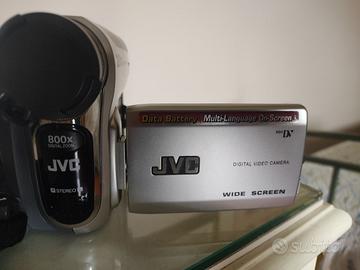 800x
DIGITAL ZOOM
JVC
STEREO
Data Battery Multi-Language On-Screen
Mini DV
JVC
DIGITAL VIDEO CAMERA
WIDE SCREEN
Subito